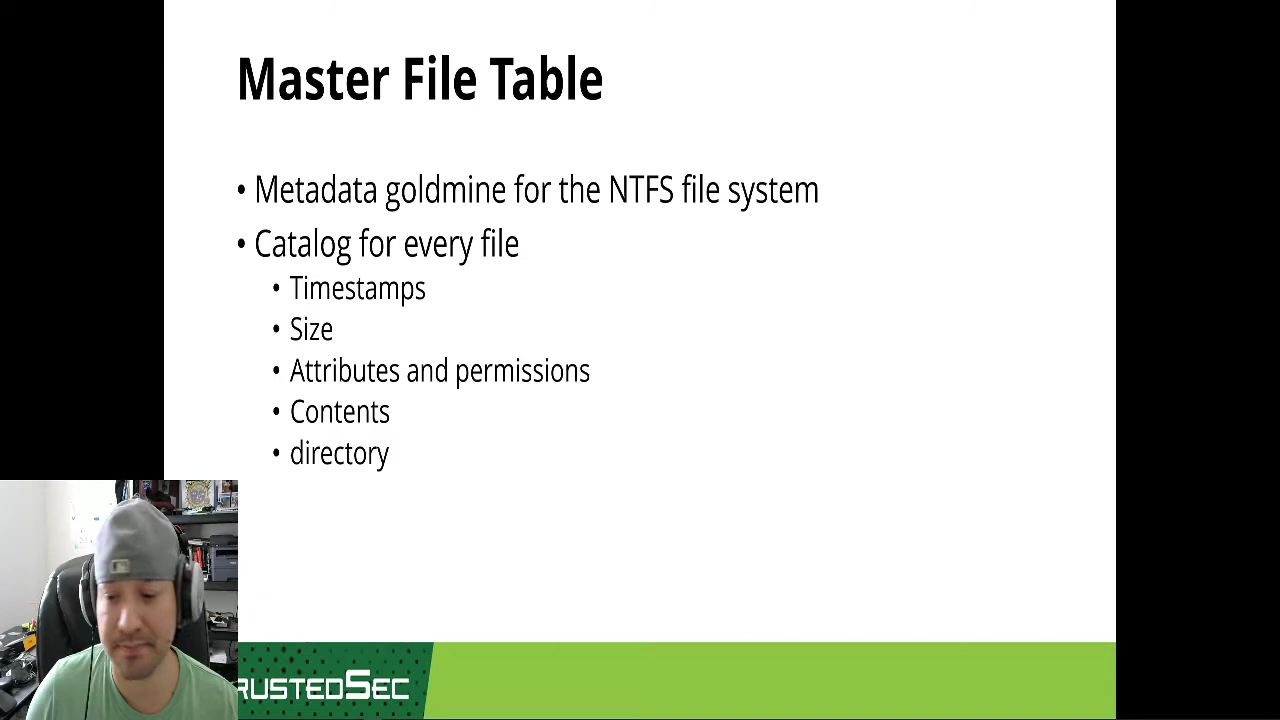 Master File Table
• Metadata goldmine for the NTFS file system
• Catalog for every file
• Timestamps
• Size
• Attributes and permissions
• Contents
• directory
RUSTEDSEC